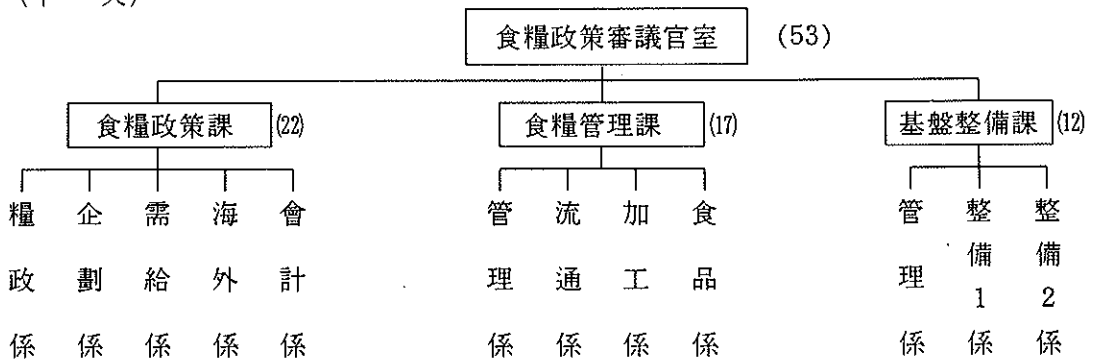 食糧政策審議官室 (53)
食糧政策課 (22)
食糧管理課 (17)
基盤整備課 (12)
糧政係
企劃係
需給係
海外係
會計係
管理係
流通係
加工係
食品係
管理係
整備1係
整備2係